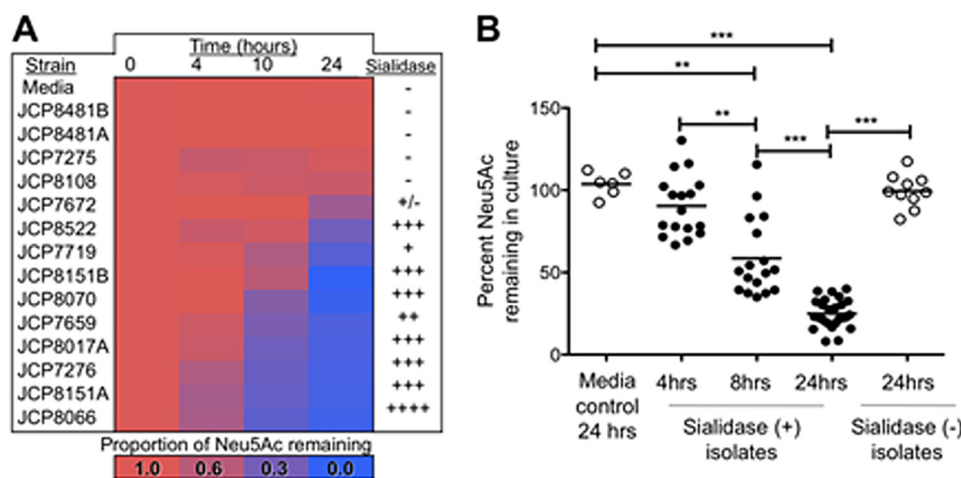 A
Time (hours)
Strain 0 4 10 24 Sialidase
Media -
JCP8481B -
JCP8481A -
JCP7275 -
JCP8108 -
JCP7672 +/-
JCP8522 +++
JCP7719 +
JCP8151B +++
JCP8070 +++
JCP7659 ++
JCP8017A +++
JCP7276 +++
JCP8151A +++
JCP8066 ++++
Proportion of Neu5Ac remaining
1.0 0.6 0.3 0.0
B
***
**
** ***
***
Percent Neu5Ac
remaining in culture
150
100
50
0
Media
control
24 hrs
4hrs 8hrs 24hrs
Sialidase (+)
isolates
24hrs
Sialidase (-)
isolates